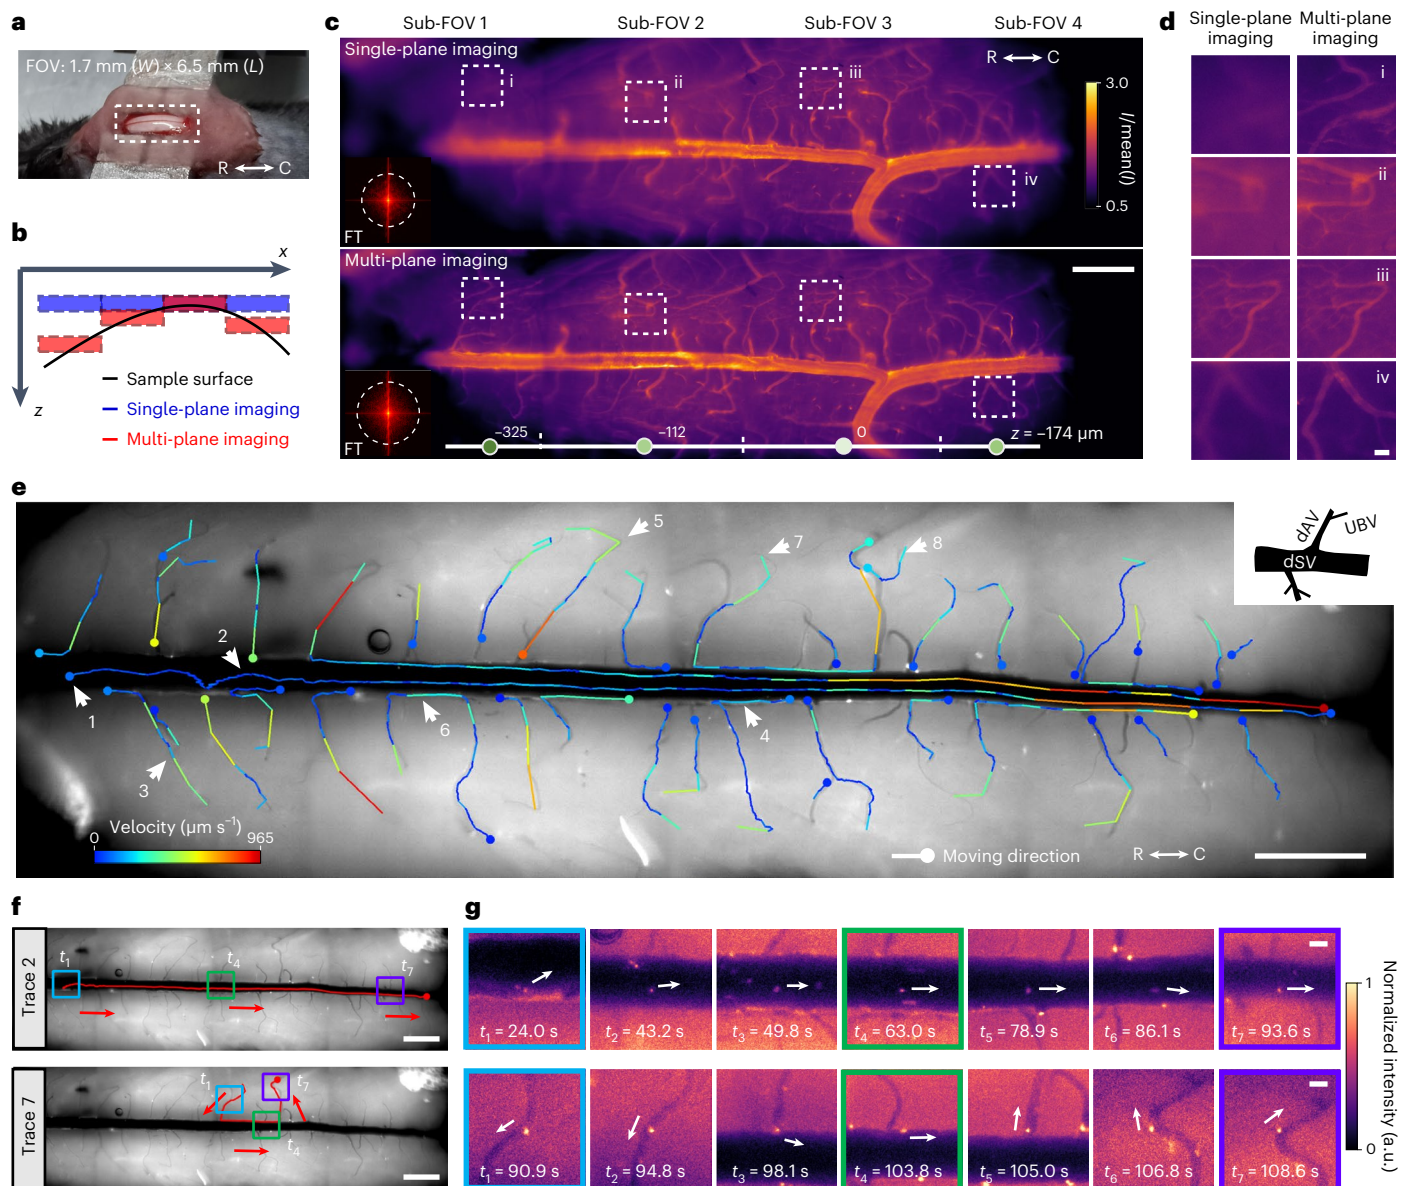 a
FOV: 1.7 mm (W) × 6.5 mm (L)
R C
b
x
z
Sample surface
Single-plane imaging
Multi-plane imaging
c
Sub-FOV 1
Sub-FOV 2
Sub-FOV 3
Sub-FOV 4
Single-plane imaging
i
ii
iii
iv
R C
3.0
I/mean(I)
0.5
FT
Multi-plane imaging
FT
−325
−112
0
z = −174 µm
d
Single-plane imaging
Multi-plane imaging
i
ii
iii
iv
e
1
2
3
4
5
6
7
8
dAV
UBV
dSV
Velocity (µm s⁻¹)
0
965
Moving direction
R C
f
Trace 2
t1
t4
t7
Trace 7
t1
t4
t7
g
t1 = 24.0 s
t2 = 43.2 s
t3 = 49.8 s
t4 = 63.0 s
t5 = 78.9 s
t6 = 86.1 s
t7 = 93.6 s
t1 = 90.9 s
t2 = 94.8 s
t3 = 98.1 s
t4 = 103.8 s
t5 = 105.0 s
t6 = 106.8 s
t7 = 108.6 s
1
Normalized intensity (a.u.)
0